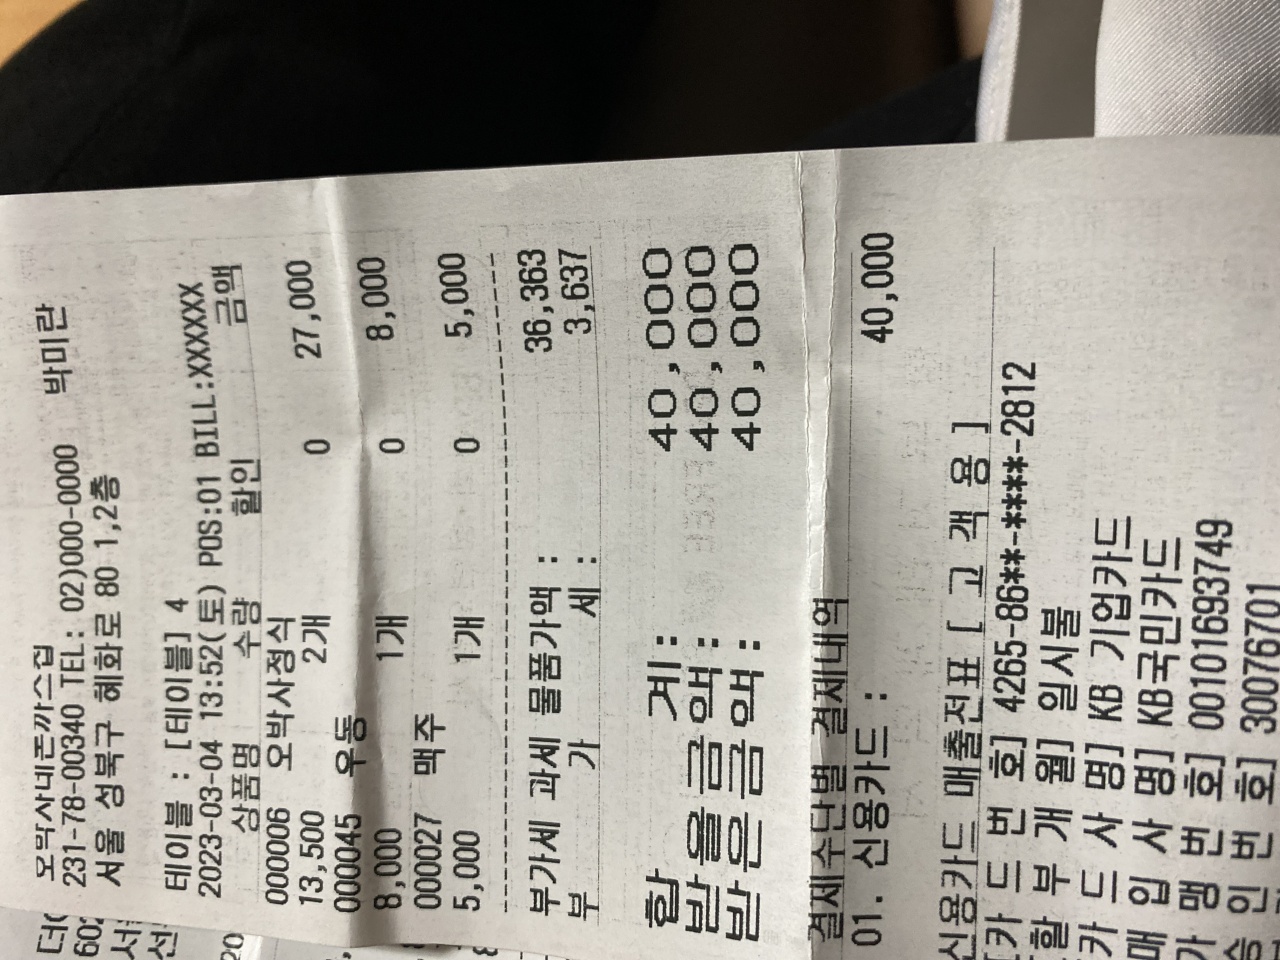 오박사네돈까스집 박미란
231-78-00340 TEL: 02)000-0000
서울 성북구 혜화로 80 1,2층
테이블 : [테이블] 4
2023-03-04 13:52(토) POS:01 BILL:XXXXXX
상품명 수량 할인 금액
000006 오박사정식
13,500 2개 0 27,000
000045 우동
8,000 1개 0 8,000
000027 맥주
5,000 1개 0 5,000
부가세 과세 물품가액 : 36,363
부 가 세 : 3,637
합 계 : 40,000
받을금액 : 40,000
받은금액 : 40,000
결제수단별 결제내역
01. 신용카드 : 40,000
신용카드 매출전표 [ 고 객 용 ]
[카 드 번 호] 4265-86**-****-2812
할 부 개 월] 일시불
카 드 사 명] KB 기업카드
매 입 사 명] KB국민카드
가 맹 번 호] 00101693749
승 인 번 호] 30076701